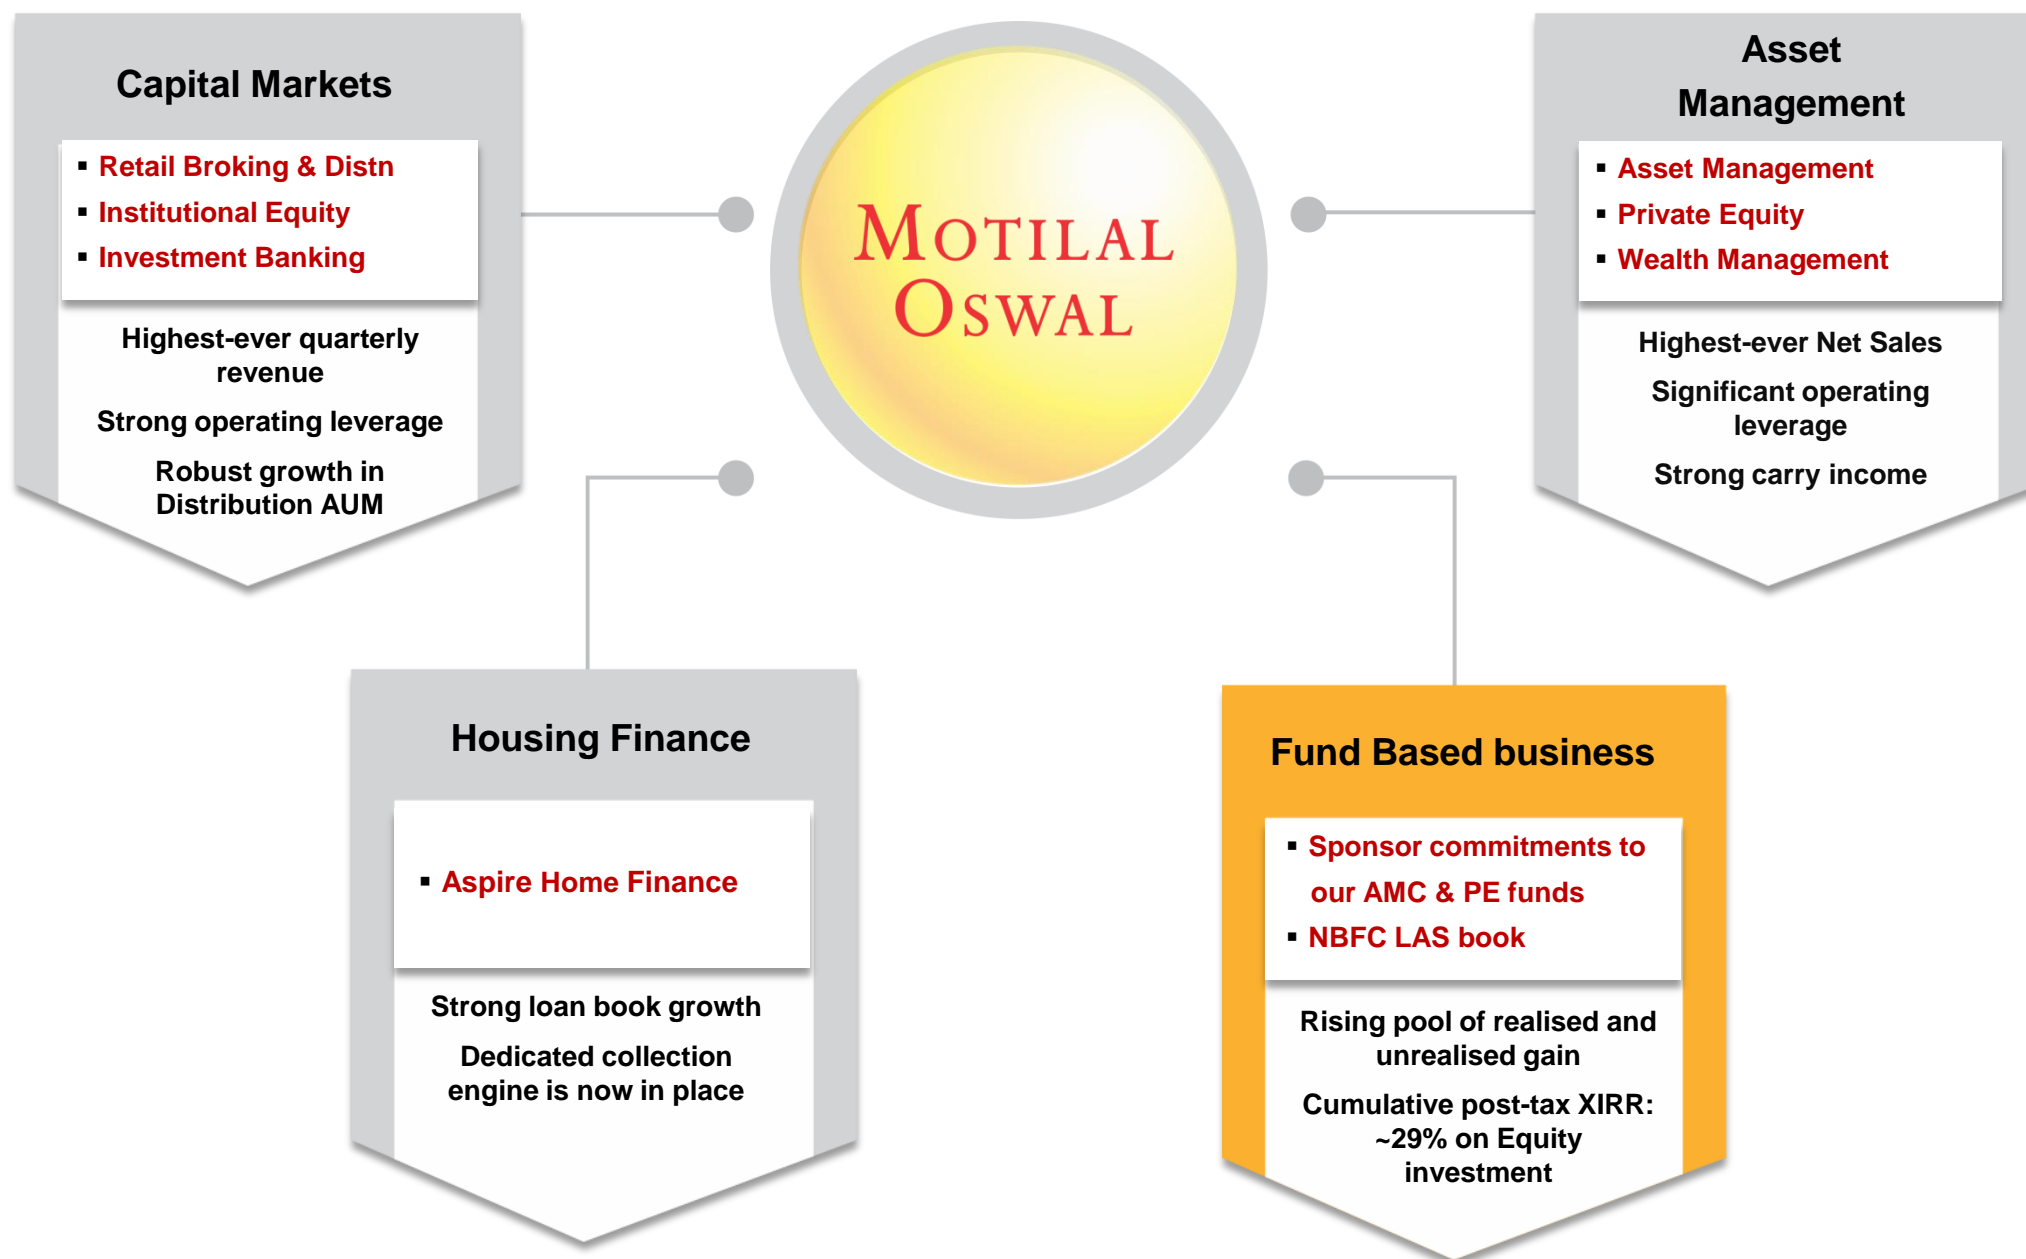 Capital Markets
▪ Retail Broking & Distn
▪ Institutional Equity
▪ Investment Banking
Highest-ever quarterly
revenue
Strong operating leverage
Robust growth in
Distribution AUM
MOTILAL
OSWAL
Asset
Management
▪ Asset Management
▪ Private Equity
▪ Wealth Management
Highest-ever Net Sales
Significant operating
leverage
Strong carry income
Housing Finance
▪ Aspire Home Finance
Strong loan book growth
Dedicated collection
engine is now in place
Fund Based business
▪ Sponsor commitments to
our AMC & PE funds
▪ NBFC LAS book
Rising pool of realised and
unrealised gain
Cumulative post-tax XIRR:
~29% on Equity
investment